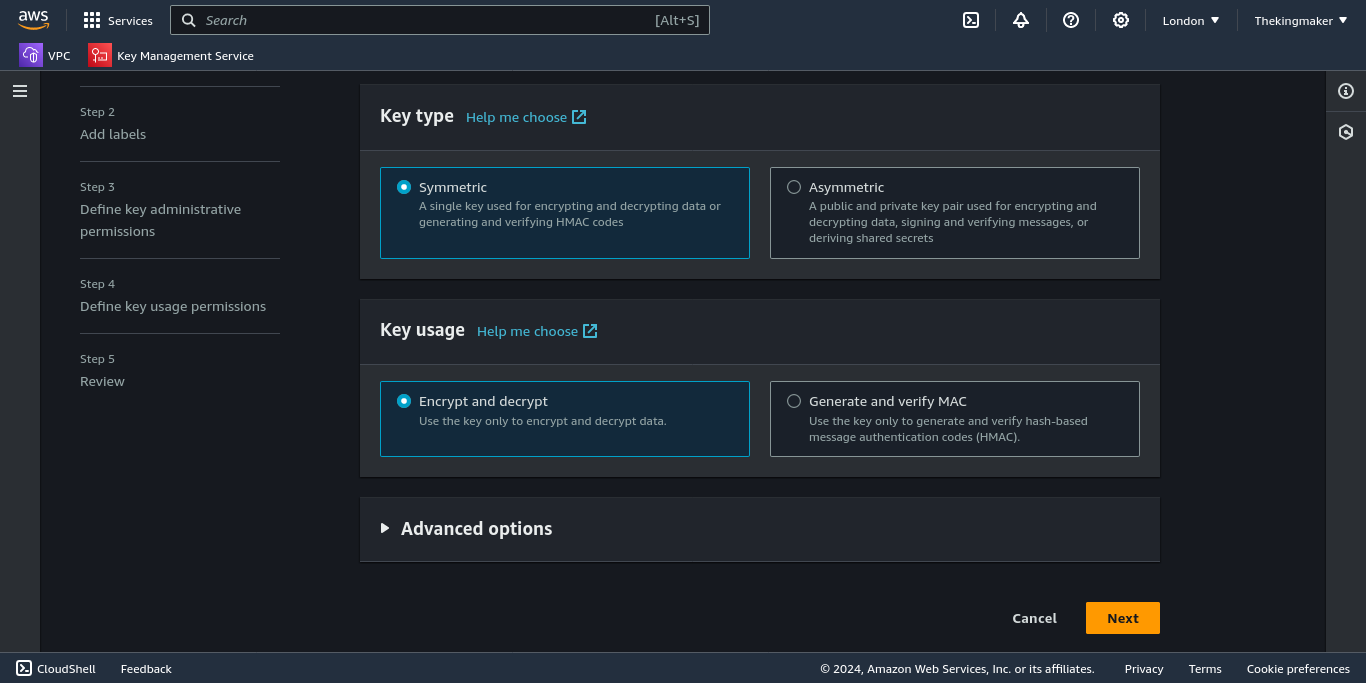 aws
Services
Search
[Alt+S]
London
Thekingmaker
VPC
Key Management Service
Step 2
Add labels
Step 3
Define key administrative
permissions
Step 4
Define key usage permissions
Step 5
Review
Key type Help me choose
Symmetric
A single key used for encrypting and decrypting data or
generating and verifying HMAC codes
Asymmetric
A public and private key pair used for encrypting and
decrypting data, signing and verifying messages, or
deriving shared secrets
Key usage Help me choose
Encrypt and decrypt
Use the key only to encrypt and decrypt data.
Generate and verify MAC
Use the key only to generate and verify hash-based
message authentication codes (HMAC).
Advanced options
Cancel
Next
CloudShell
Feedback
© 2024, Amazon Web Services, Inc. or its affiliates.
Privacy
Terms
Cookie preferences